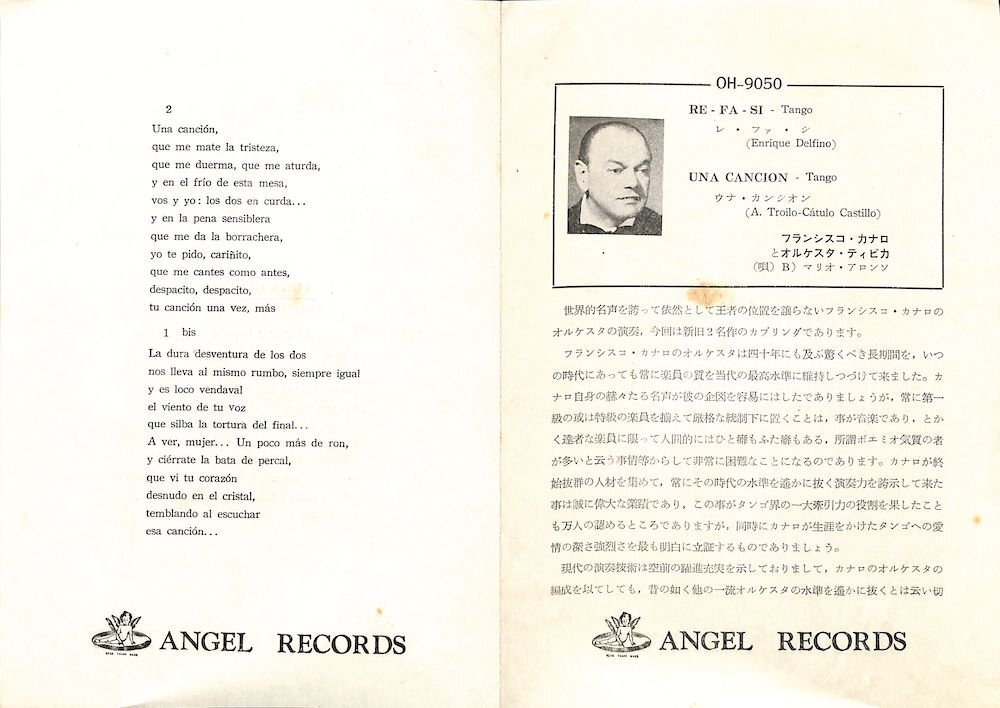 2
Una canción,
que me mate la tristeza,
que me duerma, que me aturda,
y en el frío de esta mesa,
vos y yo: los dos en curda...
y en la pena sensiblera
que me da la borrachera,
yo te pido, cariñito,
que me cantes como antes,
despacito, despacito,
tu canción una vez, más
1 bis
La dura desventura de los dos
nos lleva al mismo rumbo, siempre igual
y es loco vendaval
el viento de tu voz
que silba la tortura del final...
A ver, mujer... Un poco más de ron,
y ciérrate la bata de percal,
que vi tu corazón
desnudo en el cristal,
temblando al escuchar
esa canción...
ANGEL RECORDS
OH-9050
RE - FA - SI - Tango
レ・ファ・シ
(Enrique Delfino)
UNA CANCION - Tango
ウナ・カンシオン
(A. Troilo-Cátulo Castillo)
フランシスコ・カナロ
とオルケスタ・ティピカ
(唄) B) マリオ・アロンソ
世界的名声を誇って依然として王者の位置を譲らないフランシスコ・カナロの
オルケスタの演奏，今回は新旧2名作のカプリングであります。
フランシスコ・カナロのオルケスタは四十年にも及ぶ驚くべき長期間を，いつ
の時代にあっても常に楽員の質を当代の最高水準に維持しつづけて来ました。カ
ナロ自身の赫々たる名声が彼の企図を容易にはしたでありましょうが，常に第一
級の或は特級の楽員を揃えて厳格な統制下に置くことは，事が音楽であり，とか
く達者な楽員に限って人間的にはひと癖もふた癖もある，所謂ボエミオ気質の者
が多いと云う事情等からして非常に困難なことになるのであります。カナロが終
始抜群の人材を集めて，常にその時代の水準を遥かに抜く演奏力を誇示して来た
事は誠に偉大な業蹟であり，この事がタンゴ界の一大牽引力の役割を果したこと
も万人の認めるところでありますが，同時にカナロが生涯をかけたタンゴへの愛
情の深さ強烈さを最も明白に立証するものでありましょう。
現代の演奏技術は空前の躍進充実を示しておりまして，カナロのオルケスタの
編成を以てしても，昔の如く他の一流オルケスタの水準を遥かに抜くとは云い切
ANGEL RECORDS